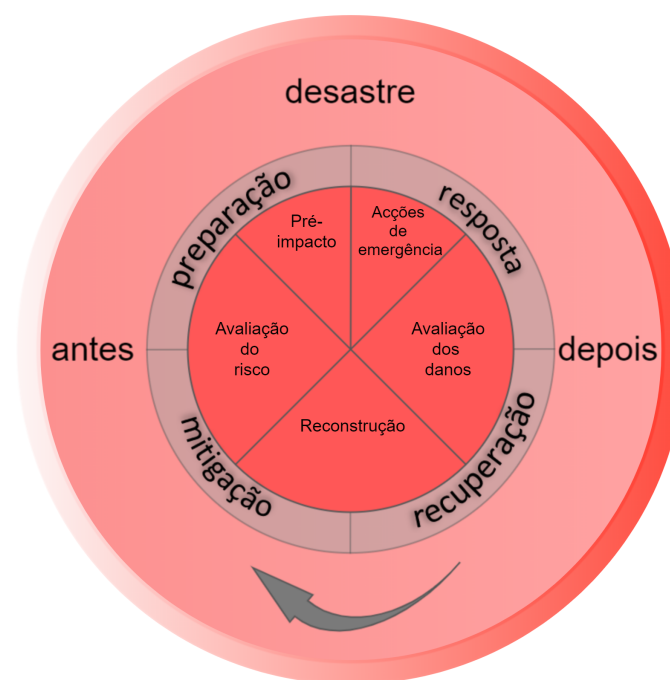 desastre
preparação
resposta
Pré-
impacto
Acções
de
emergência
antes
Avaliação
do
risco
Avaliação
dos
danos
depois
Reconstrução
mitigação
recuperação